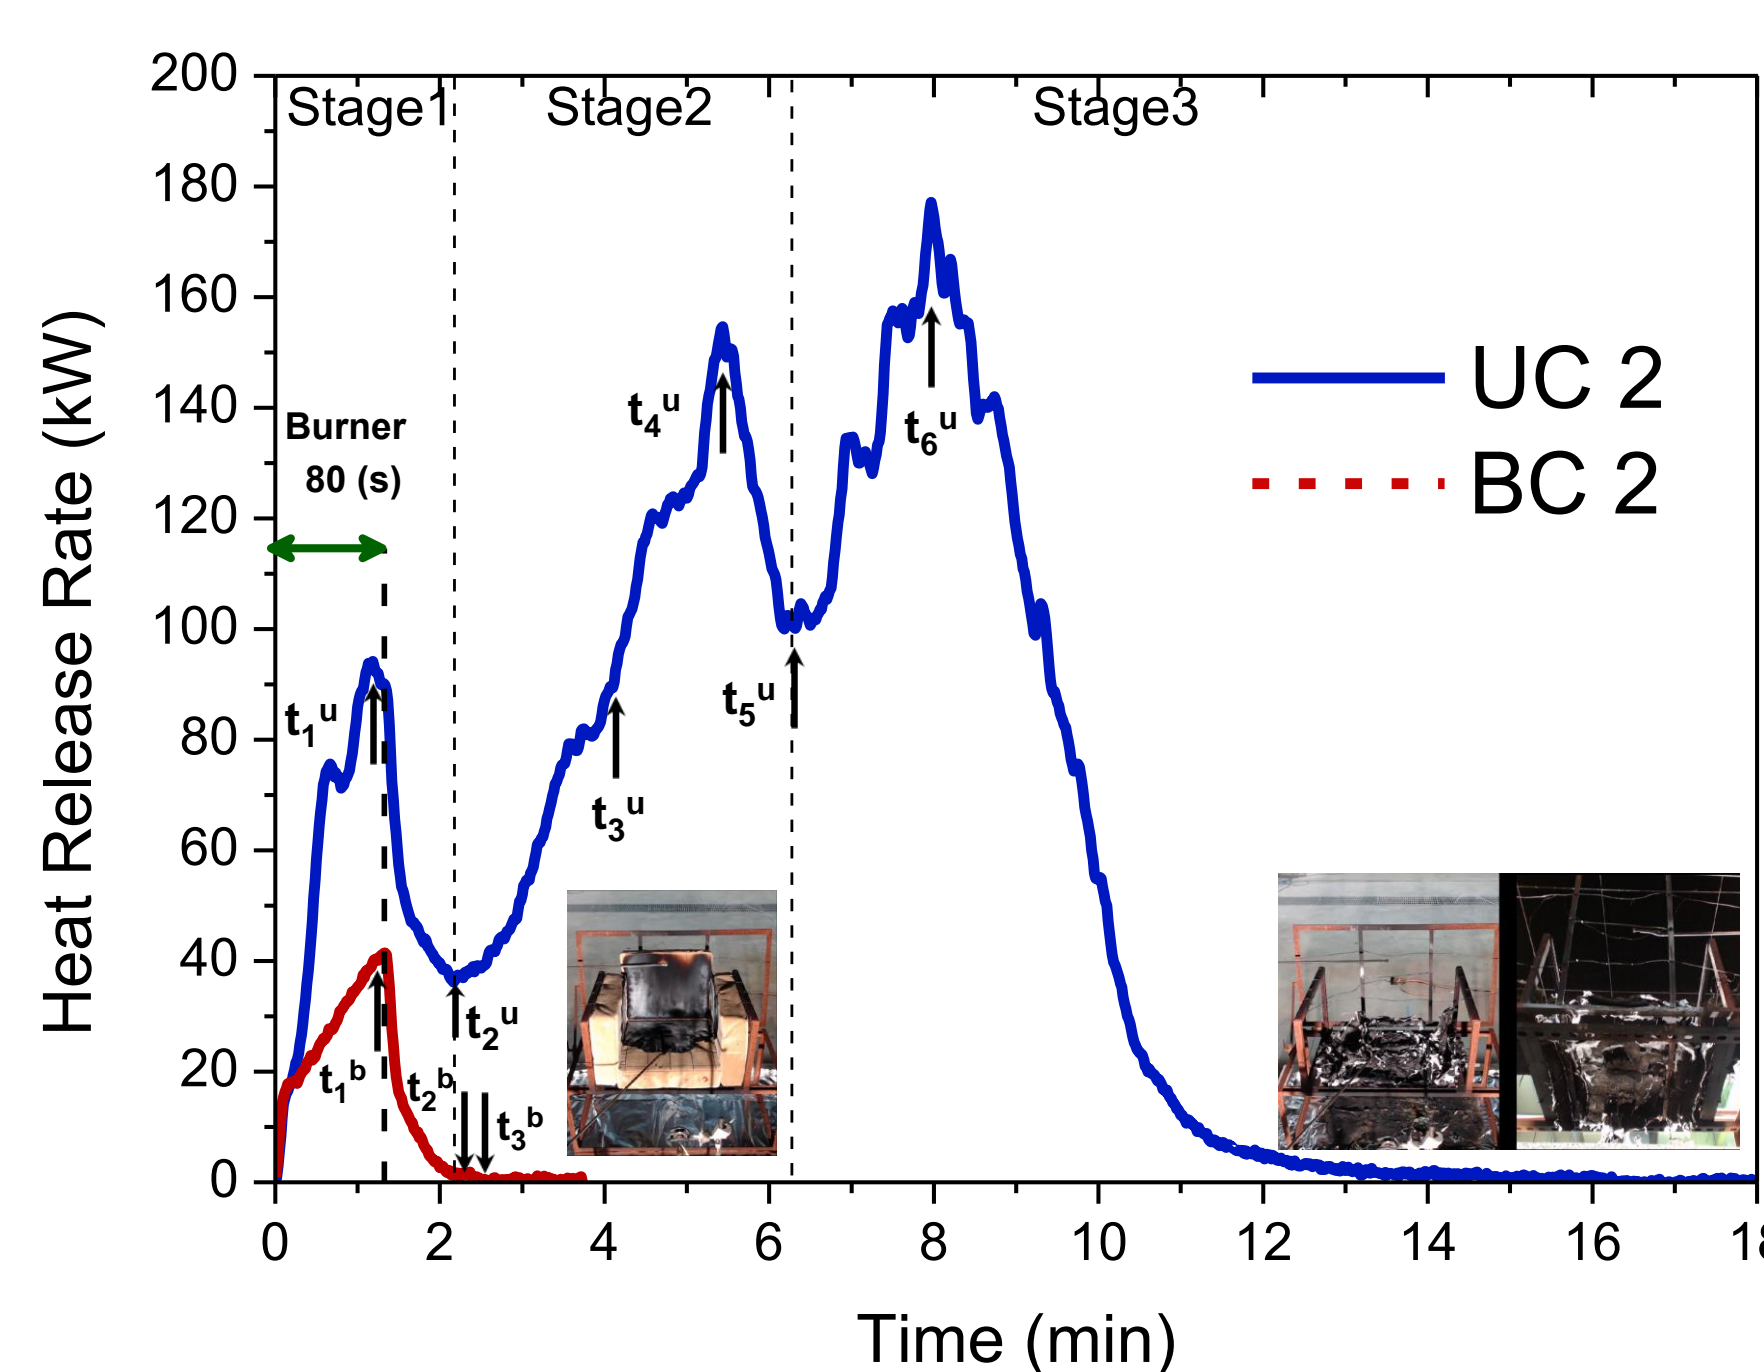 Heat Release Rate (kW)
200
180
160
140
120
100
80
60
40
20
0
Stage1
Stage2
Stage3
Burner
80 (s)
UC 2
BC 2
t1u
t2u
t3u
t4u
t5u
t6u
t1b
t2b
t3b
0 2 4 6 8 10 12 14 16 18
Time (min)